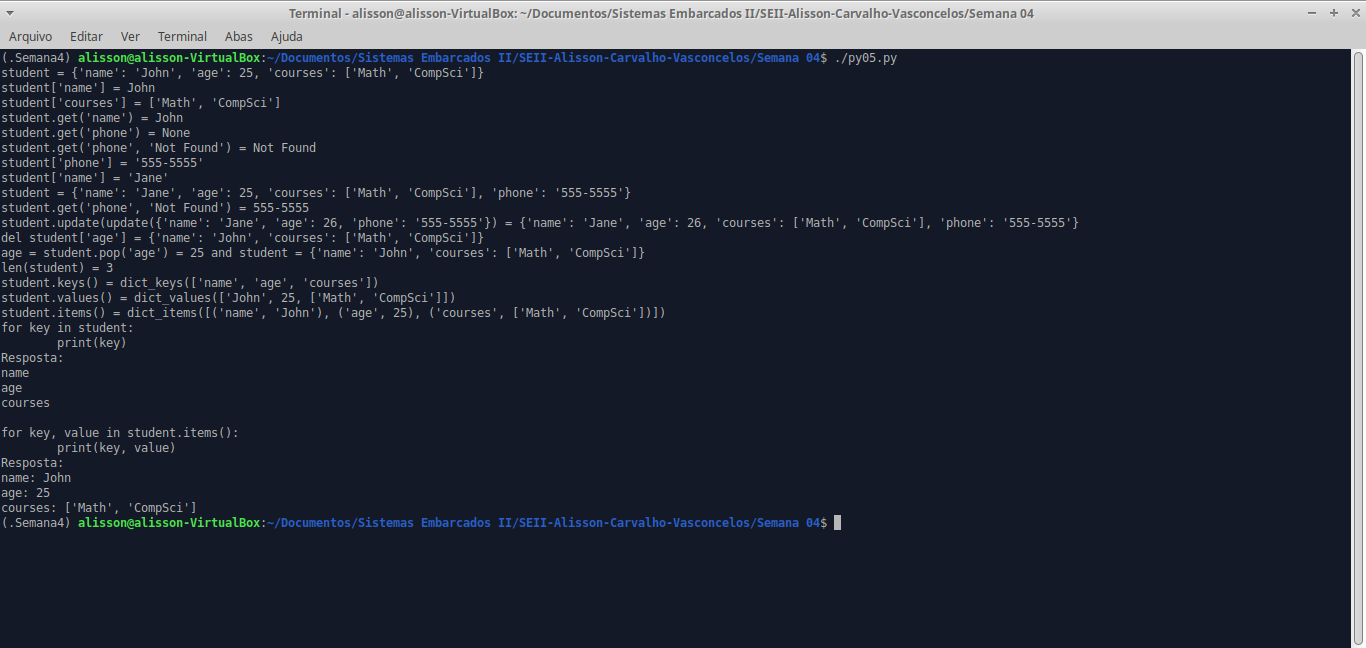 Terminal - alisson@alisson-VirtualBox: ~/Documentos/Sistemas Embarcados II/SEII-Alisson-Carvalho-Vasconcelos/Semana 04
Arquivo Editar Ver Terminal Abas Ajuda
(.Semana4) alisson@alisson-VirtualBox:~/Documentos/Sistemas Embarcados II/SEII-Alisson-Carvalho-Vasconcelos/Semana 04$ ./py05.py
student = {'name': 'John', 'age': 25, 'courses': ['Math', 'CompSci']}
student['name'] = John
student['courses'] = ['Math', 'CompSci']
student.get('name') = John
student.get('phone') = None
student.get('phone', 'Not Found') = Not Found
student['phone'] = '555-5555'
student['name'] = 'Jane'
student = {'name': 'Jane', 'age': 25, 'courses': ['Math', 'CompSci'], 'phone': '555-5555'}
student.get('phone', 'Not Found') = 555-5555
student.update(update({'name': 'Jane', 'age': 26, 'phone': '555-5555'}) = {'name': 'Jane', 'age': 26, 'courses': ['Math', 'CompSci'], 'phone': '555-5555'}
del student['age'] = {'name': 'John', 'courses': ['Math', 'CompSci']}
age = student.pop('age') = 25 and student = {'name': 'John', 'courses': ['Math', 'CompSci']}
len(student) = 3
student.keys() = dict_keys(['name', 'age', 'courses'])
student.values() = dict_values(['John', 25, ['Math', 'CompSci']])
student.items() = dict_items([('name', 'John'), ('age', 25), ('courses', ['Math', 'CompSci'])])
for key in student:
        print(key)
Resposta:
name
age
courses

for key, value in student.items():
        print(key, value)
Resposta:
name: John
age: 25
courses: ['Math', 'CompSci']
(.Semana4) alisson@alisson-VirtualBox:~/Documentos/Sistemas Embarcados II/SEII-Alisson-Carvalho-Vasconcelos/Semana 04$